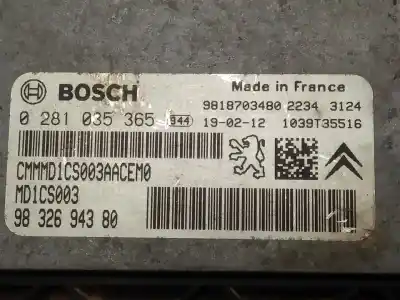 BOSCH
Made in France
9818703480 2234 3124
0 281 035 365 944 19-02-12 1039T35516
CMMMD1CS003AACEM0
MD1CS003
98 326 943 80